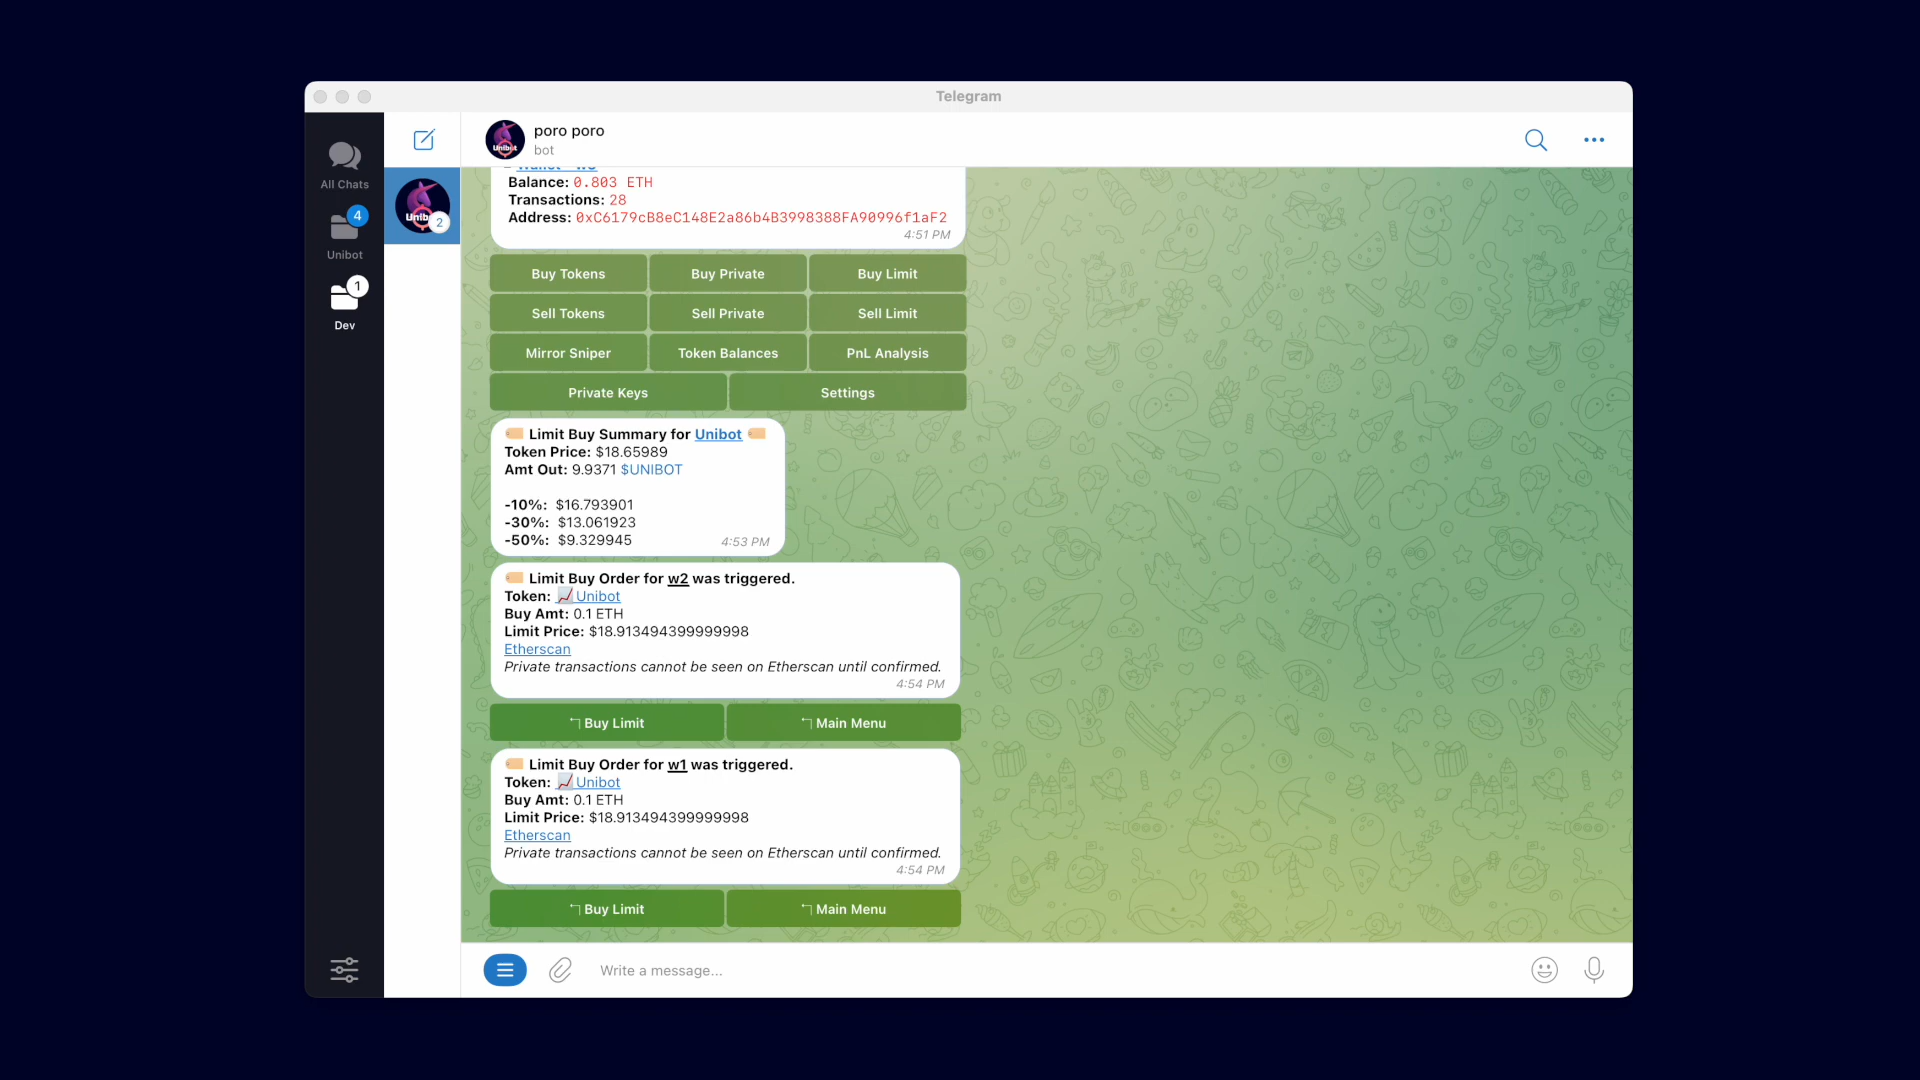 Telegram
All Chats
4
Unibot
1
Dev
Unibot
2
poro poro
bot
Balance: 0.803 ETH
Transactions: 28
Address: 0xC6179cB8eC148E2a86b4B3998388FA90996f1aF2
4:51 PM
Buy Tokens
Buy Private
Buy Limit
Sell Tokens
Sell Private
Sell Limit
Mirror Sniper
Token Balances
PnL Analysis
Private Keys
Settings
Limit Buy Summary for Unibot
Token Price: $18.65989
Amt Out: 9.9371 $UNIBOT
-10%: $16.793901
-30%: $13.061923
-50%: $9.329945
4:53 PM
Limit Buy Order for w2 was triggered.
Token: Unibot
Buy Amt: 0.1 ETH
Limit Price: $18.913494399999998
Etherscan
Private transactions cannot be seen on Etherscan until confirmed.
4:54 PM
Buy Limit
Main Menu
Limit Buy Order for w1 was triggered.
Token: Unibot
Buy Amt: 0.1 ETH
Limit Price: $18.913494399999998
Etherscan
Private transactions cannot be seen on Etherscan until confirmed.
4:54 PM
Buy Limit
Main Menu
Write a message...